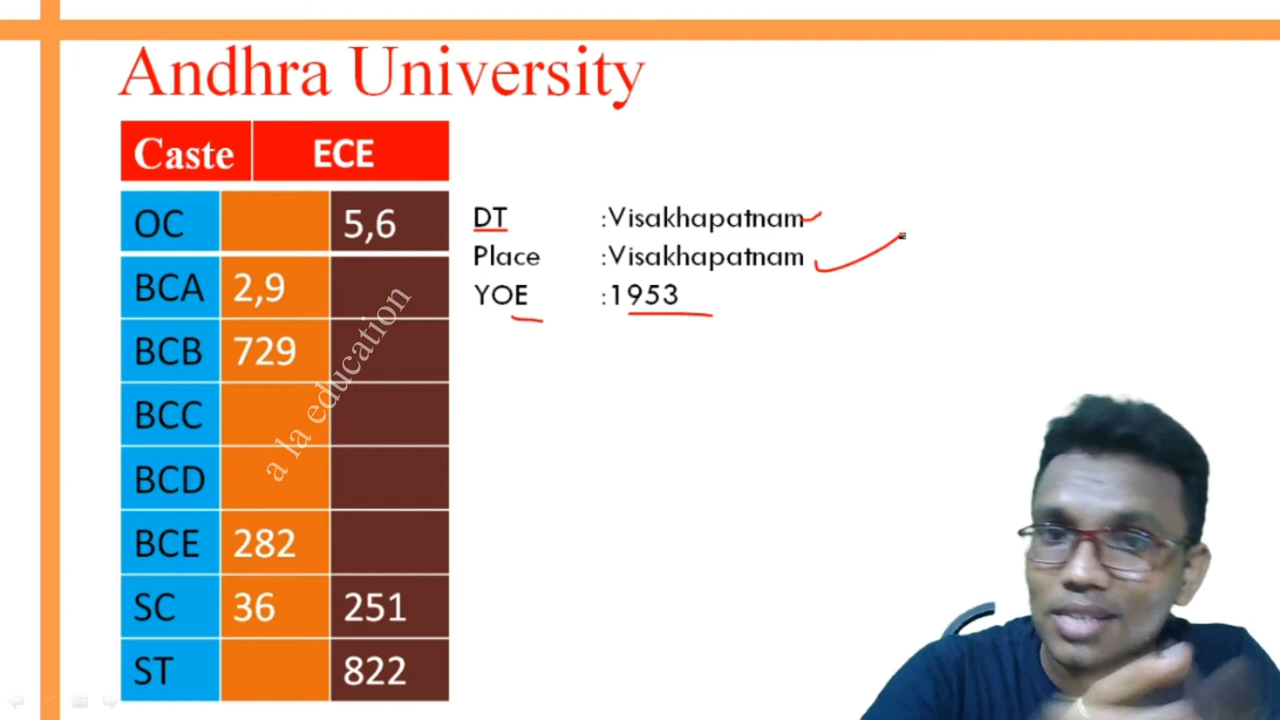 Andhra University
Caste ECE
OC 5,6
BCA 2,9
BCB 729
BCC
BCD
BCE 282
SC 36 251
ST 822
DT :Visakhapatnam
Place :Visakhapatnam
YOE :1953
a la education